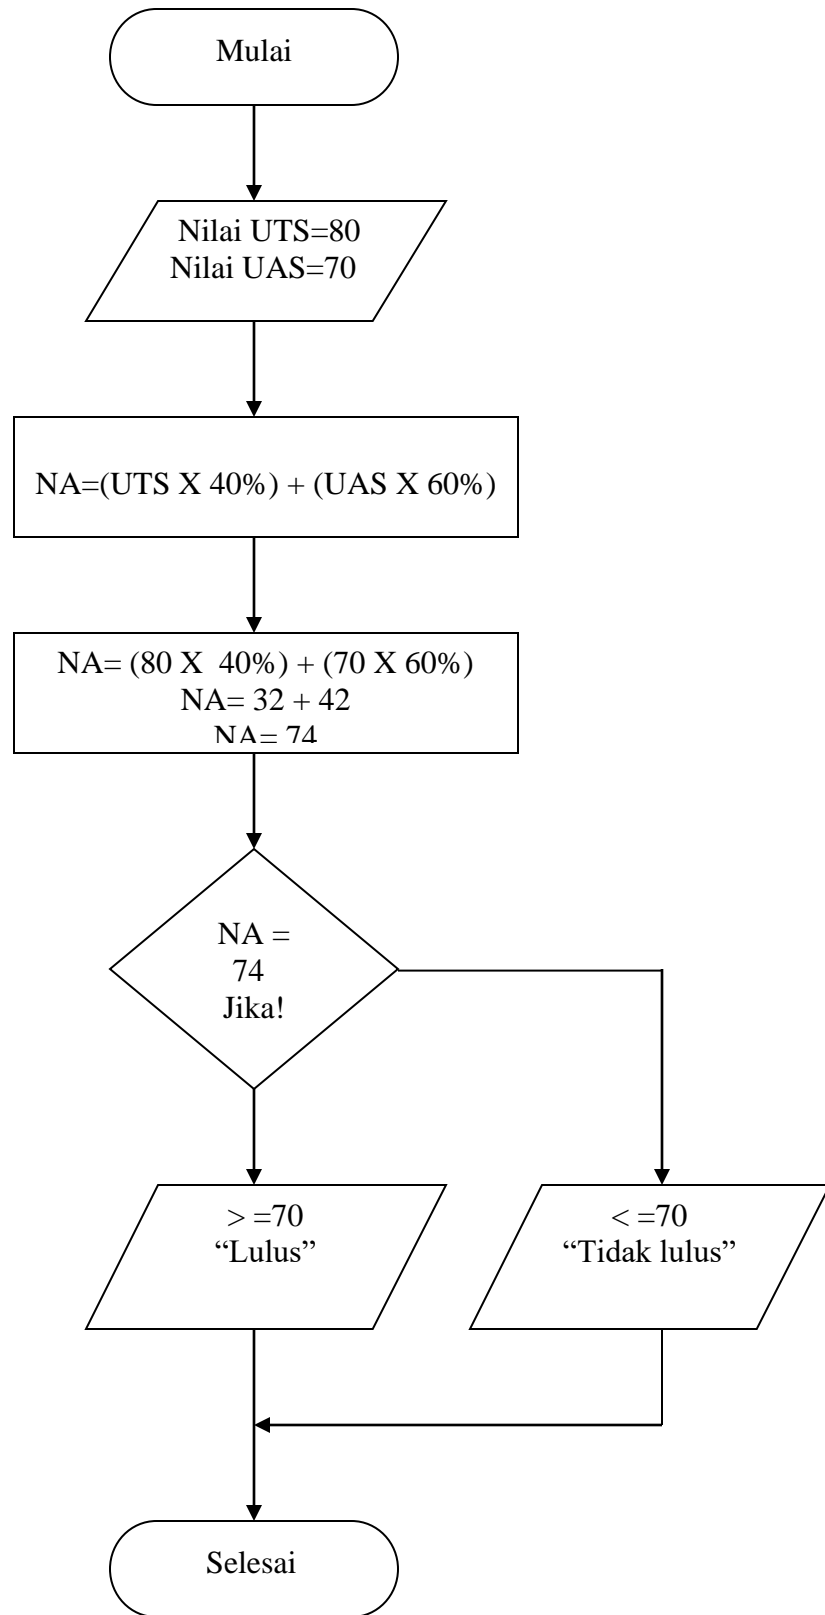 Mulai
Nilai UTS=80
Nilai UAS=70
NA=(UTS X 40%) + (UAS X 60%)
NA= (80 X  40%) + (70 X 60%)
NA= 32 + 42
NA= 74
NA =
74
Jika!
> =70
“Lulus”
< =70
“Tidak lulus”
Selesai